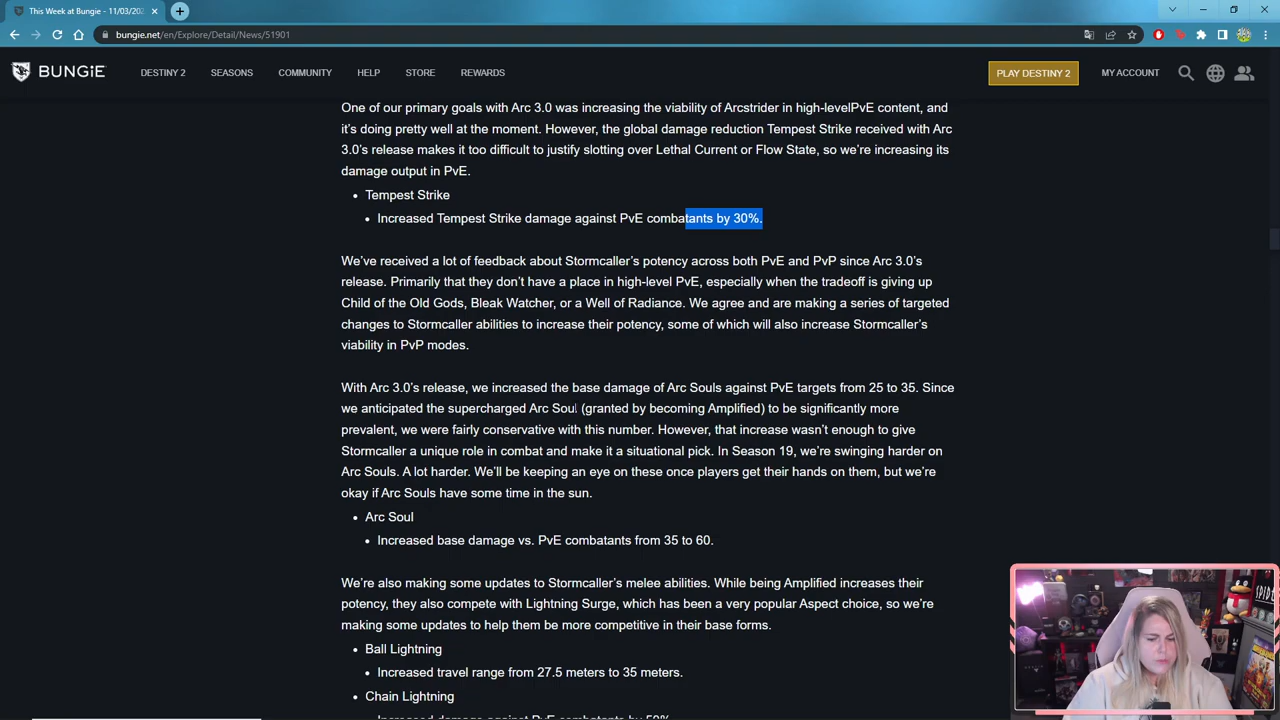 This Week at Bungie - 11/03/202
bungie.net/en/Explore/Detail/News/51901
BUNGiE
DESTINY 2
SEASONS
COMMUNITY
HELP
STORE
REWARDS
PLAY DESTINY 2
MY ACCOUNT
One of our primary goals with Arc 3.0 was increasing the viability of Arcstrider in high-levelPvE content, and
it's doing pretty well at the moment. However, the global damage reduction Tempest Strike received with Arc
3.0's release makes it too difficult to justify slotting over Lethal Current or Flow State, so we're increasing its
damage output in PvE.
• Tempest Strike
• Increased Tempest Strike damage against PvE combatants by 30%.
We've received a lot of feedback about Stormcaller's potency across both PvE and PvP since Arc 3.0's
release. Primarily that they don't have a place in high-level PvE, especially when the tradeoff is giving up
Child of the Old Gods, Bleak Watcher, or a Well of Radiance. We agree and are making a series of targeted
changes to Stormcaller abilities to increase their potency, some of which will also increase Stormcaller's
viability in PvP modes.
With Arc 3.0's release, we increased the base damage of Arc Souls against PvE targets from 25 to 35. Since
we anticipated the supercharged Arc Soul (granted by becoming Amplified) to be significantly more
prevalent, we were fairly conservative with this number. However, that increase wasn't enough to give
Stormcaller a unique role in combat and make it a situational pick. In Season 19, we're swinging harder on
Arc Souls. A lot harder. We'll be keeping an eye on these once players get their hands on them, but we're
okay if Arc Souls have some time in the sun.
• Arc Soul
• Increased base damage vs. PvE combatants from 35 to 60.
We're also making some updates to Stormcaller's melee abilities. While being Amplified increases their
potency, they also compete with Lightning Surge, which has been a very popular Aspect choice, so we're
making some updates to help them be more competitive in their base forms.
• Ball Lightning
• Increased travel range from 27.5 meters to 35 meters.
• Chain Lightning
Increased damage against PvE combatants by 50%
SPIDE